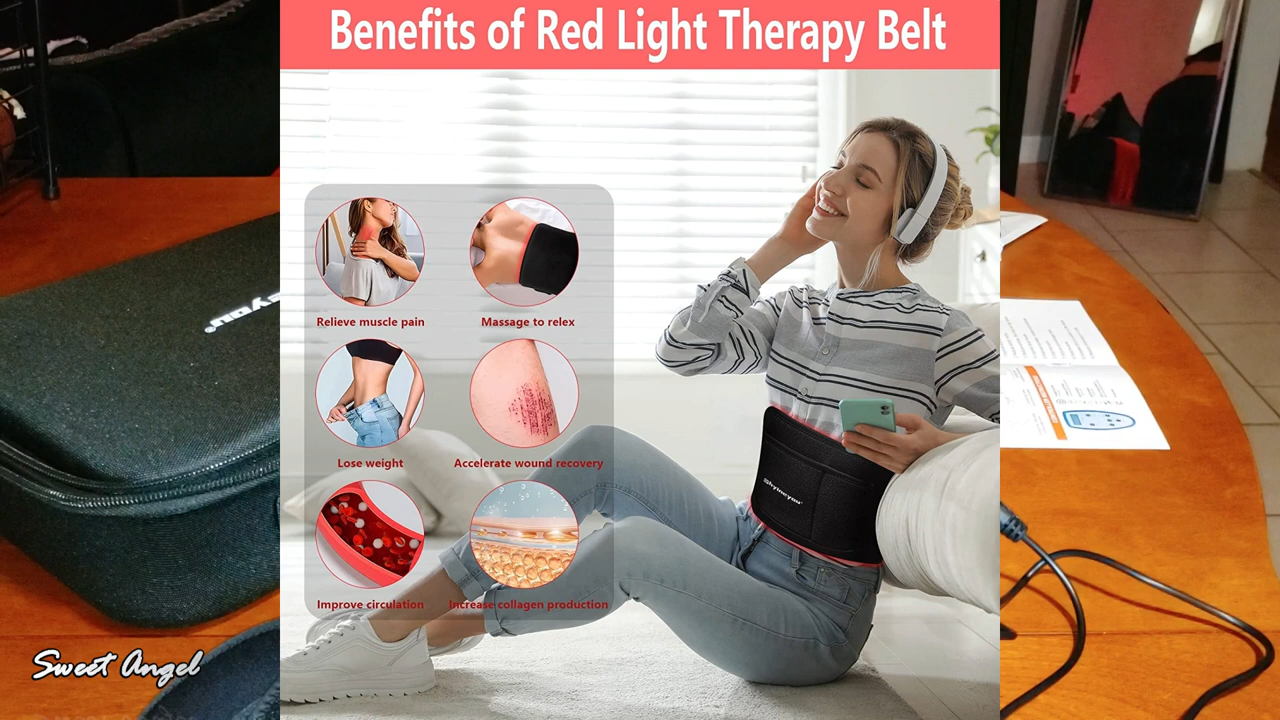 Benefits of Red Light Therapy Belt
Relieve muscle pain
Massage to relex
Lose weight
Accelerate wound recovery
Improve circulation
Increase collagen production
Sweet Angel